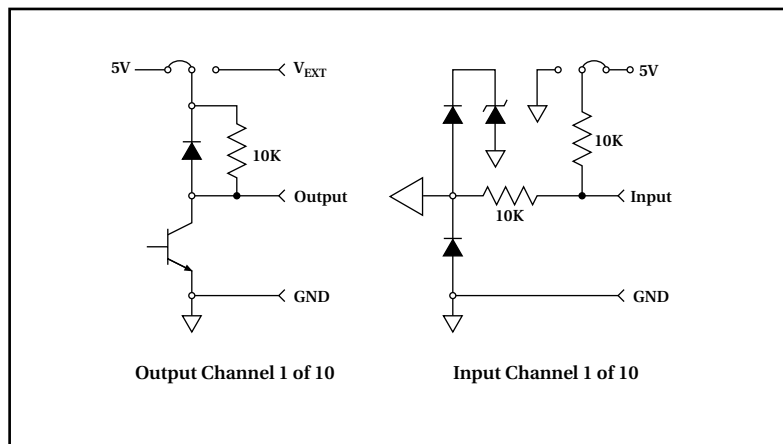 5V
V_EXT
10K
Output
GND
Output Channel 1 of 10
5V
10K
10K
Input
GND
Input Channel 1 of 10